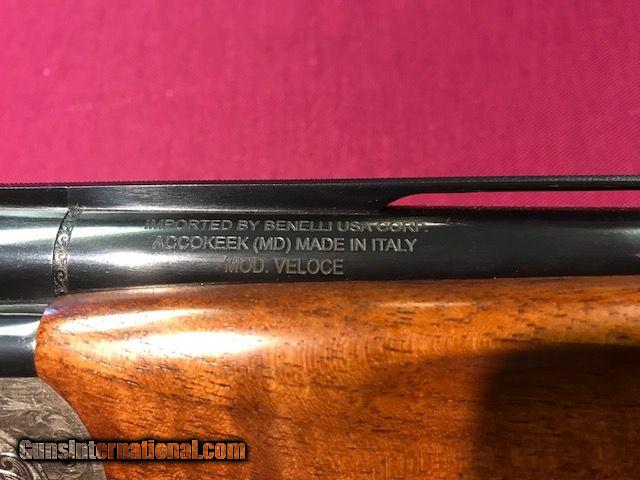 IMPORTED BY BENELLI USA CORP.
ACCOKEEK (MD) MADE IN ITALY
MOD. VELOCE
GunsInternational.com